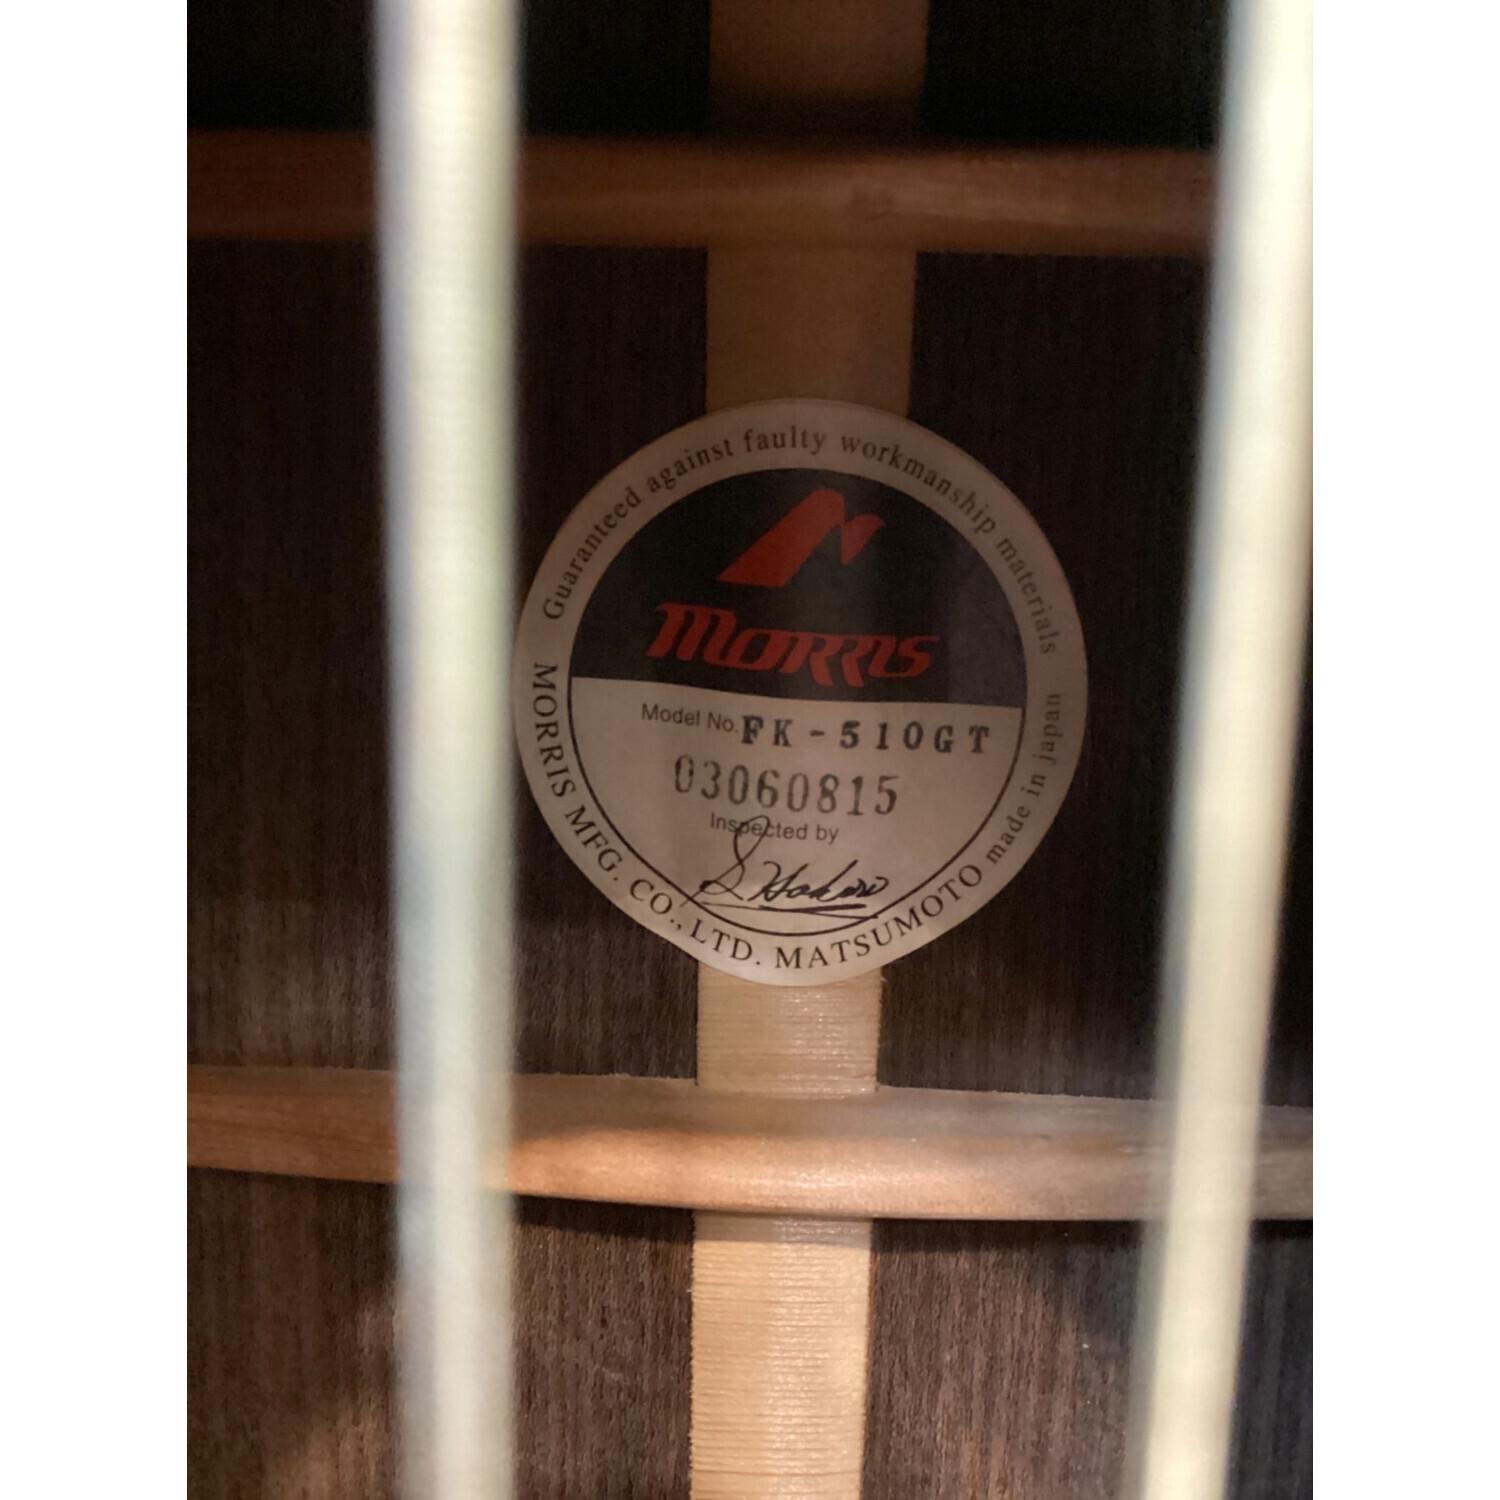 Guaranteed against faulty workmanship materials
MORRIS
Model No. FK-510GT
03060815
Inspected by
MORRIS MFG. CO., LTD. MATSUMOTO made in japan